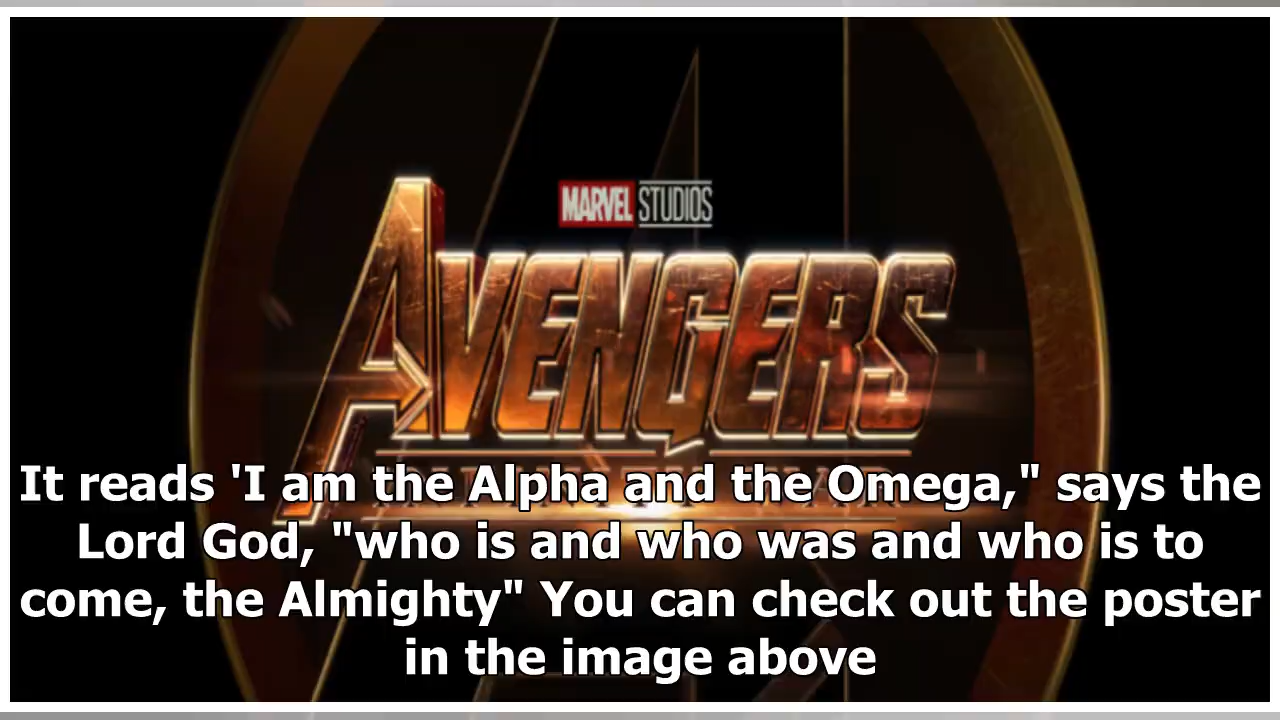 MARVEL STUDIOS
AVENGERS
It reads 'I am the Alpha and the Omega," says the
Lord God, "who is and who was and who is to
come, the Almighty" You can check out the poster
in the image above